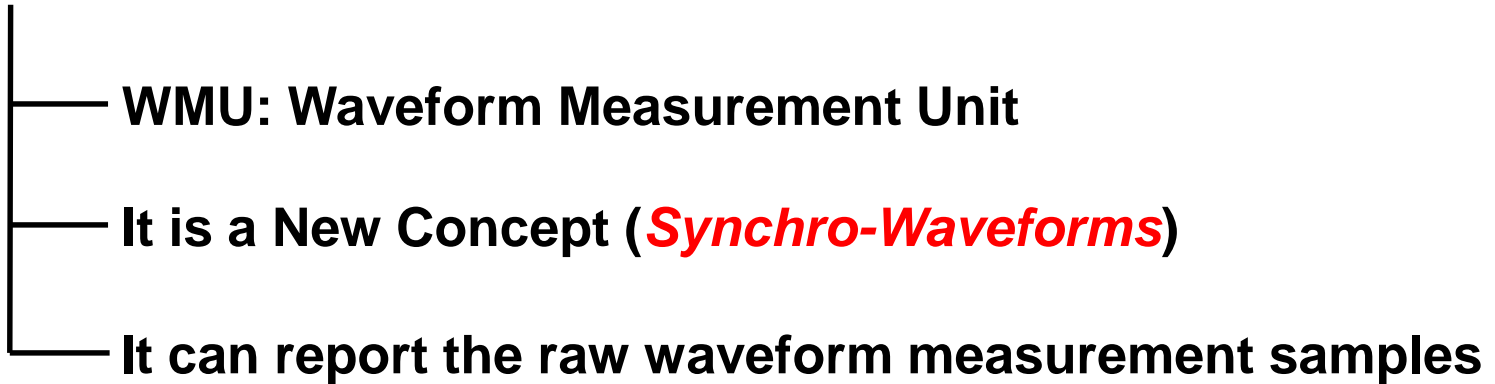 WMU: Waveform Measurement Unit
It is a New Concept (Synchro-Waveforms)
It can report the raw waveform measurement samples